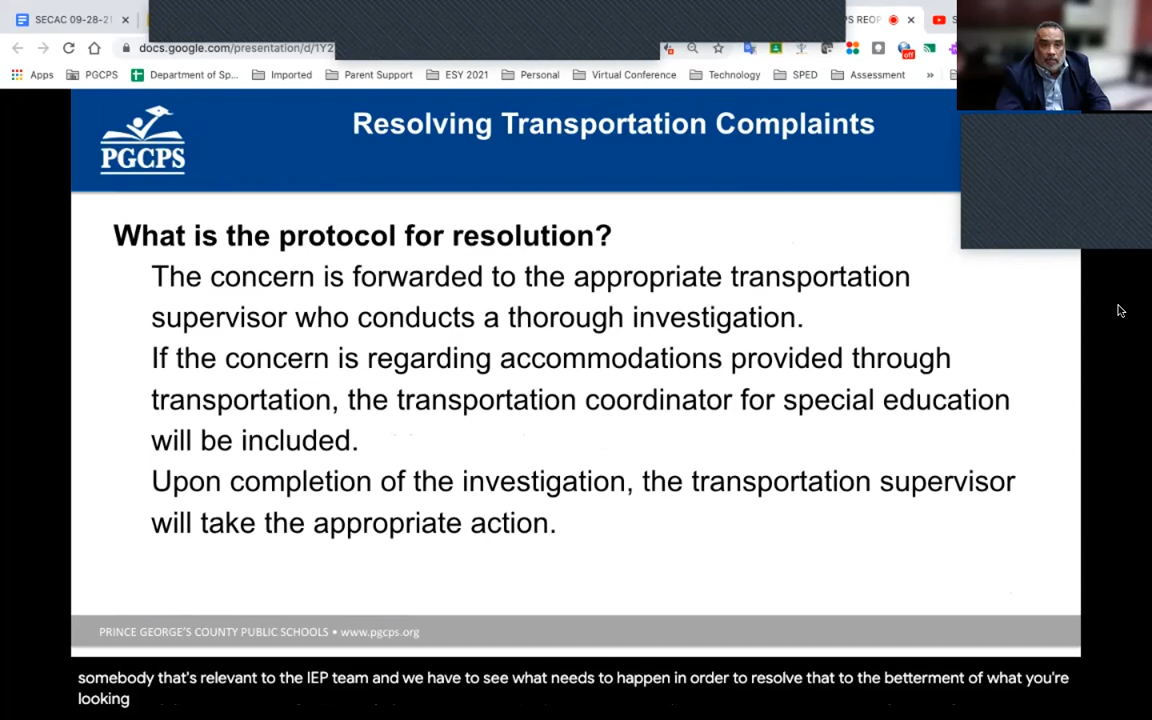 SECAC 09-28-21
PS REOP
docs.google.com/presentation/d/1Y2
off
Apps PGCPS Department of Sp... Imported Parent Support ESY 2021 Personal Virtual Conference Technology SPED Assessment »
PGCPS
Resolving Transportation Complaints
What is the protocol for resolution?
The concern is forwarded to the appropriate transportation
supervisor who conducts a thorough investigation.
If the concern is regarding accommodations provided through
transportation, the transportation coordinator for special education
will be included.
Upon completion of the investigation, the transportation supervisor
will take the appropriate action.
PRINCE GEORGE'S COUNTY PUBLIC SCHOOLS • www.pgcps.org
somebody that's relevant to the IEP team and we have to see what needs to happen in order to resolve that to the betterment of what you're
looking